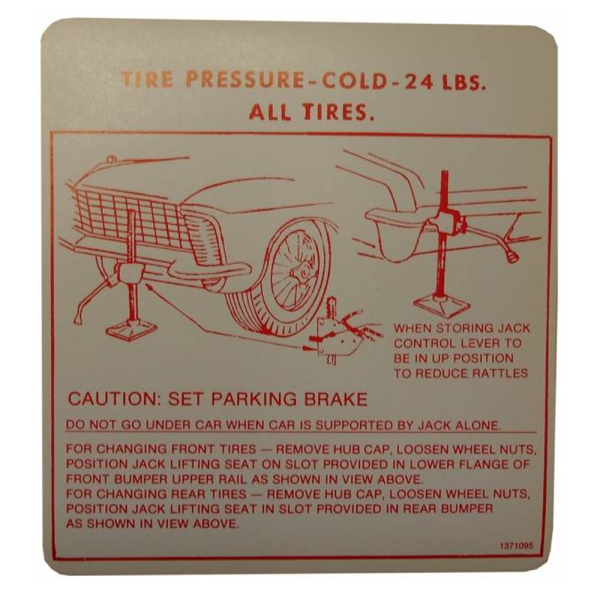 TIRE PRESSURE-COLD-24 LBS.
ALL TIRES.
WHEN STORING JACK
CONTROL LEVER TO
BE IN UP POSITION
TO REDUCE RATTLES
CAUTION: SET PARKING BRAKE
DO NOT GO UNDER CAR WHEN CAR IS SUPPORTED BY JACK ALONE.
FOR CHANGING FRONT TIRES — REMOVE HUB CAP, LOOSEN WHEEL NUTS,
POSITION JACK LIFTING SEAT ON SLOT PROVIDED IN LOWER FLANGE OF
FRONT BUMPER UPPER RAIL AS SHOWN IN VIEW ABOVE.
FOR CHANGING REAR TIRES — REMOVE HUB CAP, LOOSEN WHEEL NUTS,
POSITION JACK LIFTING SEAT IN SLOT PROVIDED IN REAR BUMPER
AS SHOWN IN VIEW ABOVE.
1371095